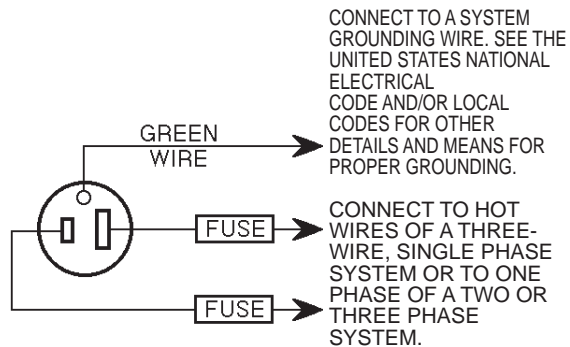 CONNECT TO A SYSTEM
GROUNDING WIRE. SEE THE
UNITED STATES NATIONAL
ELECTRICAL
CODE AND/OR LOCAL
CODES FOR OTHER
DETAILS AND MEANS FOR
PROPER GROUNDING.
GREEN
WIRE
FUSE
CONNECT TO HOT
WIRES OF A THREE-
WIRE, SINGLE PHASE
SYSTEM OR TO ONE
PHASE OF A TWO OR
THREE PHASE
SYSTEM.
FUSE